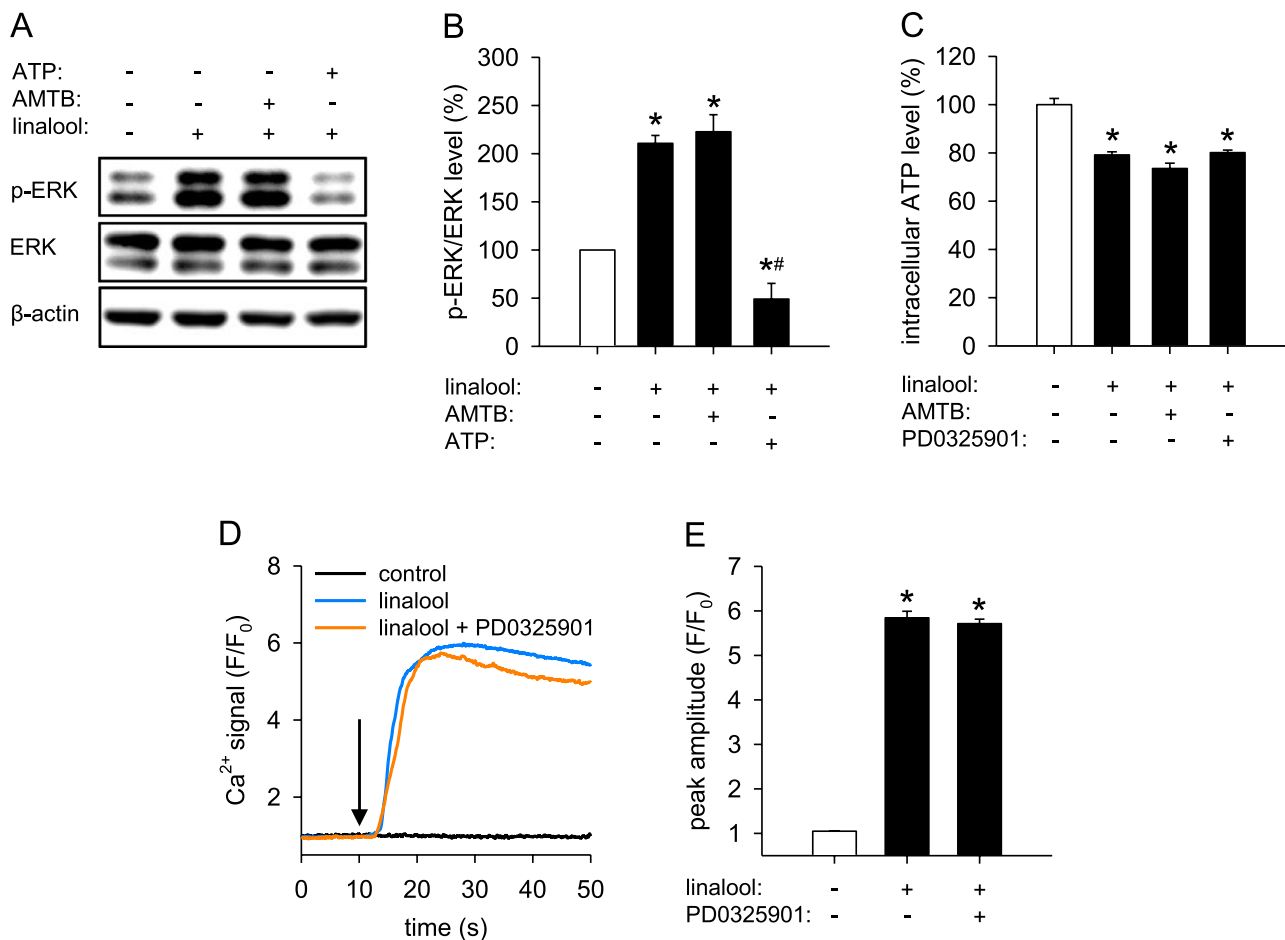 A
ATP: - - - +
AMTB: - - + -
linalool: - + + +
p-ERK
ERK
β-actin
B
p-ERK/ERK level (%)
300
250
200
150
100
50
0
* * *#
linalool: - + + +
AMTB: - - + -
ATP: - - - +
C
intracellular ATP level (%)
120
100
80
60
40
20
0
* * *
linalool: - + + +
AMTB: - - + -
PD0325901: - - - +
D
Ca²⁺ signal (F/F₀)
8
6
4
2
control
linalool
linalool + PD0325901
0 10 20 30 40 50
time (s)
E
peak amplitude (F/F₀)
7
6
5
4
3
2
1
* *
linalool: - + +
PD0325901: - - +